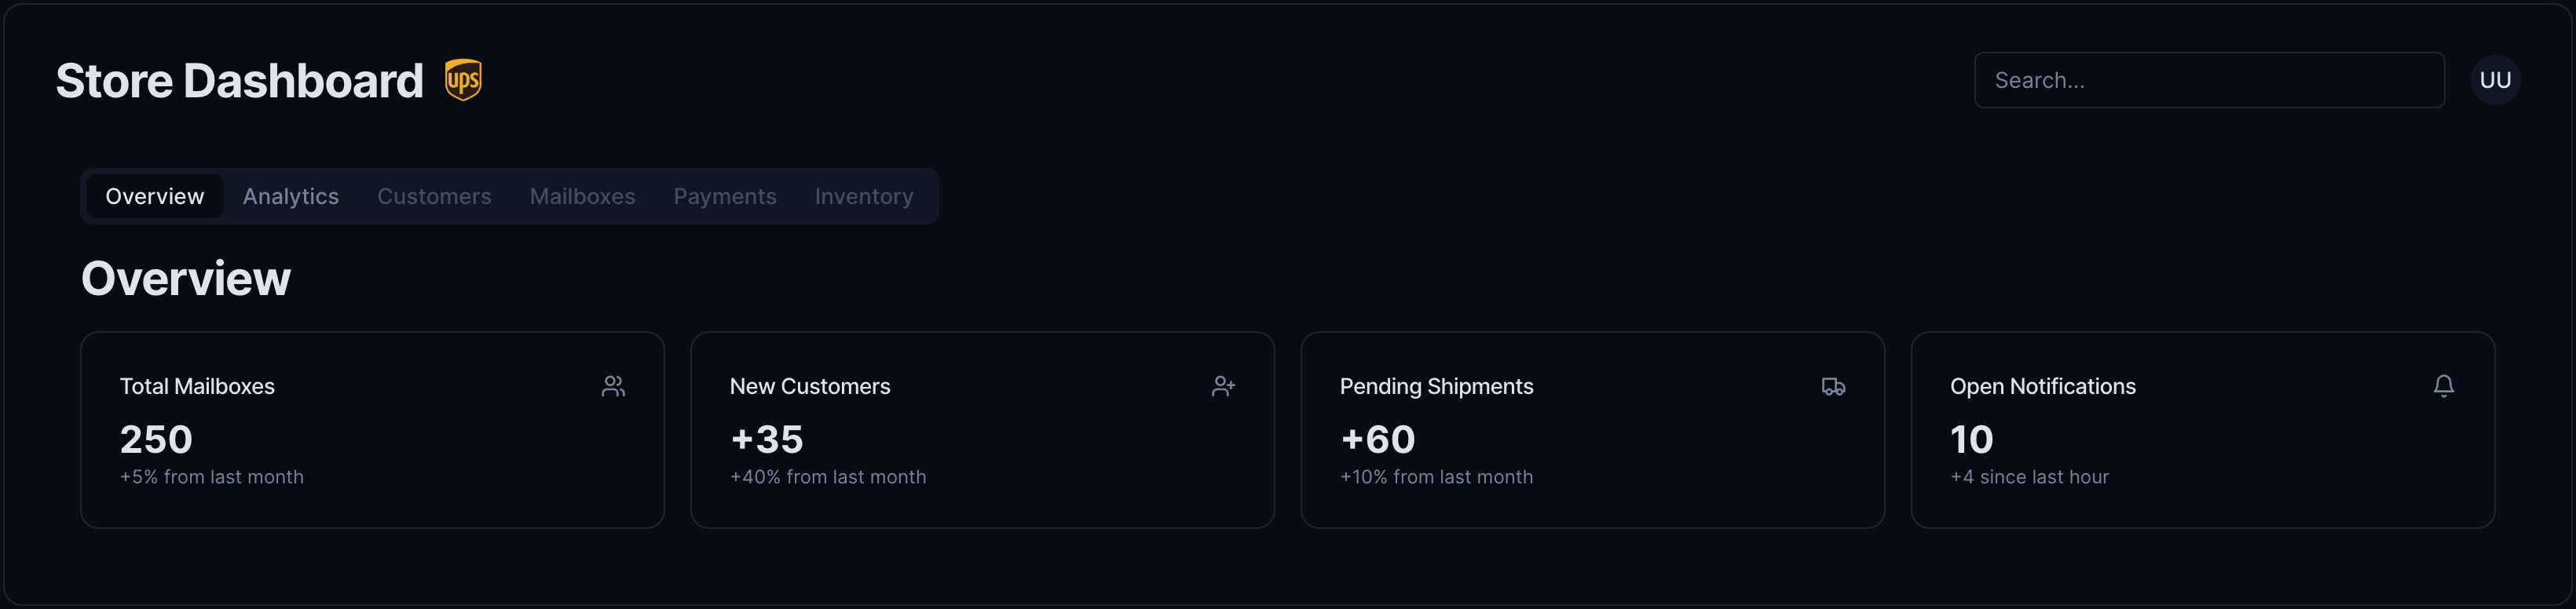 Store Dashboard ups Search... UU
Overview Analytics Customers Mailboxes Payments Inventory
Overview
Total Mailboxes
250
+5% from last month
New Customers
+35
+40% from last month
Pending Shipments
+60
+10% from last month
Open Notifications
10
+4 since last hour